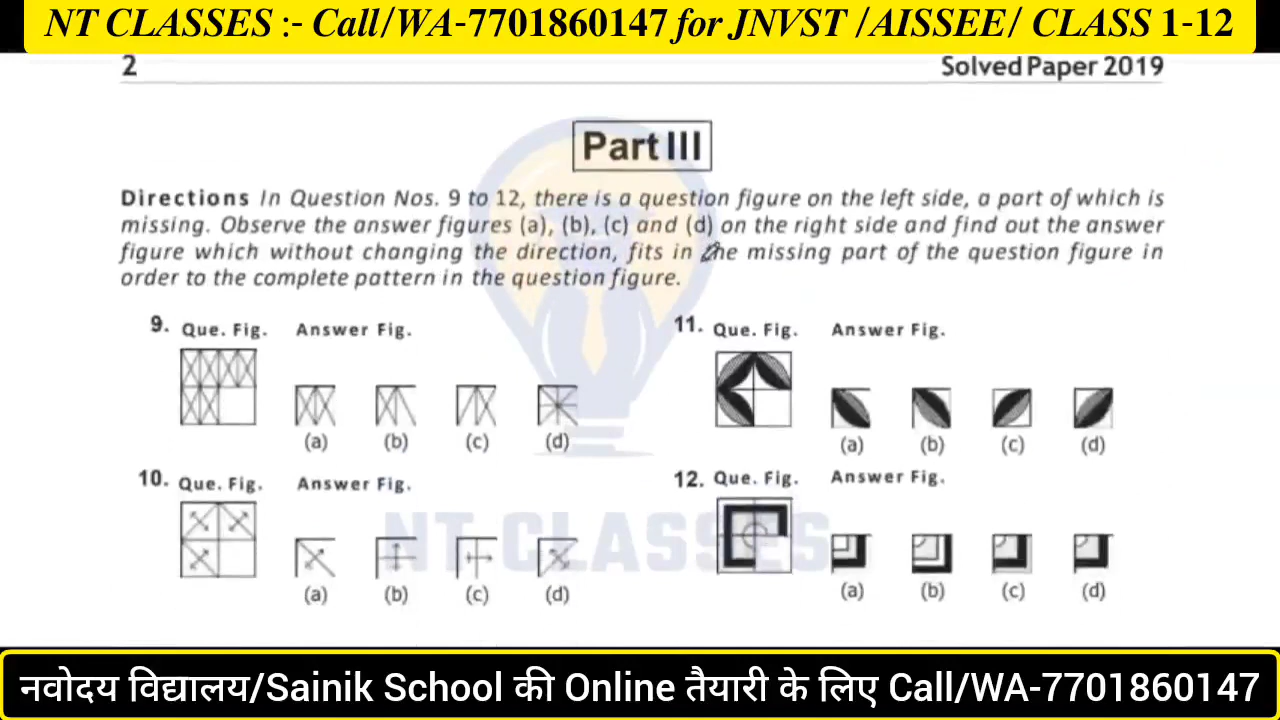 NT CLASSES :- Call/WA-7701860147 for JNVST /AISSEE/ CLASS 1-12
2 Solved Paper 2019
Part III
Directions In Question Nos. 9 to 12, there is a question figure on the left side, a part of which is
missing. Observe the answer figures (a), (b), (c) and (d) on the right side and find out the answer
figure which without changing the direction, fits in the missing part of the question figure in
order to the complete pattern in the question figure.
9. Que. Fig. Answer Fig.
(a) (b) (c) (d)
10. Que. Fig. Answer Fig.
(a) (b) (c) (d)
11. Que. Fig. Answer Fig.
(a) (b) (c) (d)
12. Que. Fig. Answer Fig.
(a) (b) (c) (d)
NT CLASSES
नवोदय विद्यालय/Sainik School की Online तैयारी के लिए Call/WA-7701860147